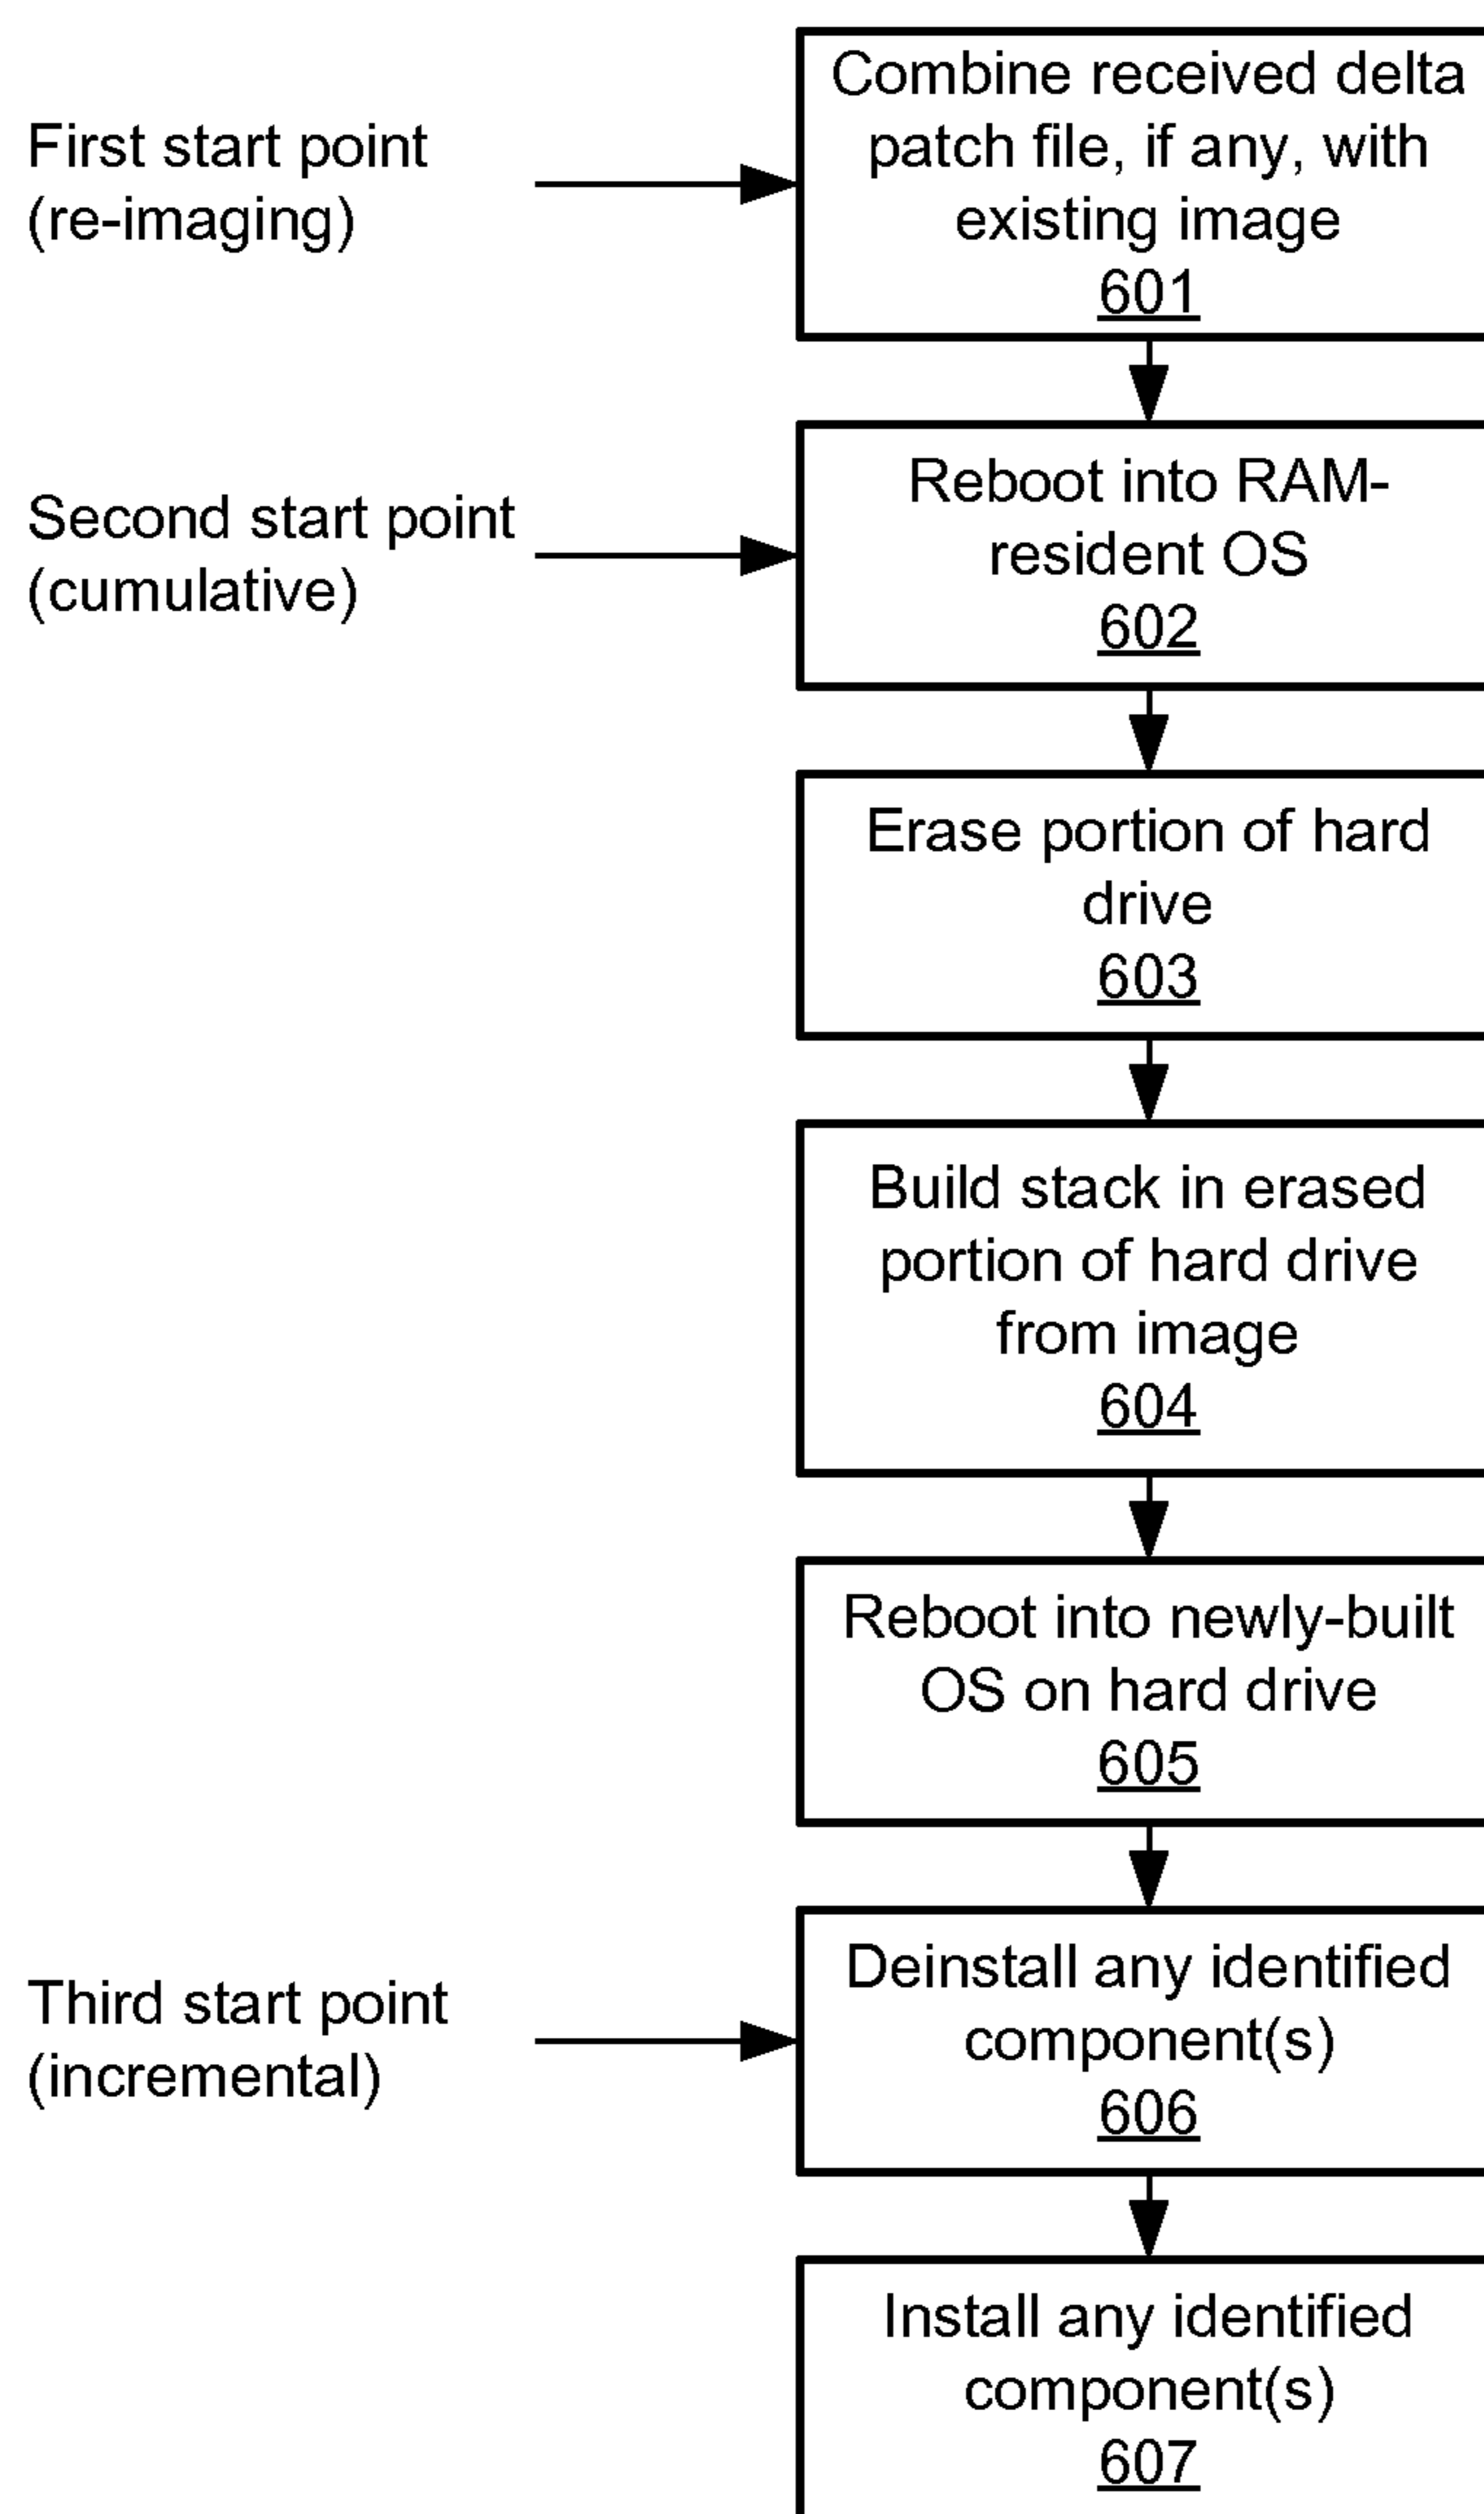 Combine received delta
patch file, if any, with
existing image
601
First start point
(re-imaging)
Reboot into RAM-
resident OS
602
Second start point
(cumulative)
Erase portion of hard
drive
603
Build stack in erased
portion of hard drive
from image
604
Reboot into newly-built
OS on hard drive
605
Deinstall any identified
component(s)
606
Third start point
(incremental)
Install any identified
component(s)
607